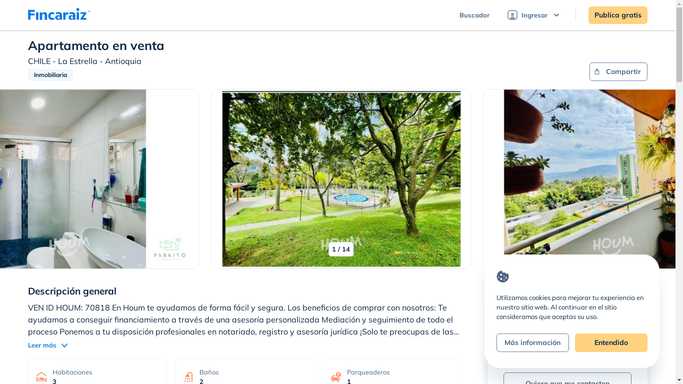 Fincaraiz
Buscador
Ingresar
Publica gratis
Apartamento en venta
CHILE - La Estrella - Antioquia
Inmobiliaria
Compartir
HOUM
PARKITO
HOUM
1 / 14
HOUM
Descripción general
VEN ID HOUM: 70818 En Houm te ayudamos de forma fácil y segura. Los beneficios de comprar con nosotros: Te
ayudamos a conseguir financiamiento a través de una asesoría personalizada Mediación y seguimiento de todo el
proceso Ponemos a tu disposición profesionales en notariado, registro y asesoría jurídica ¡Solo te preocupas de las...
Leer más
Habitaciones
3
Baños
2
Parqueaderos
1
Utilizamos cookies para mejorar tu experiencia en
nuestro sitio web. Al continuar en el sitio
consideramos que aceptas su uso.
Más información
Entendido
Quiero que me contacten